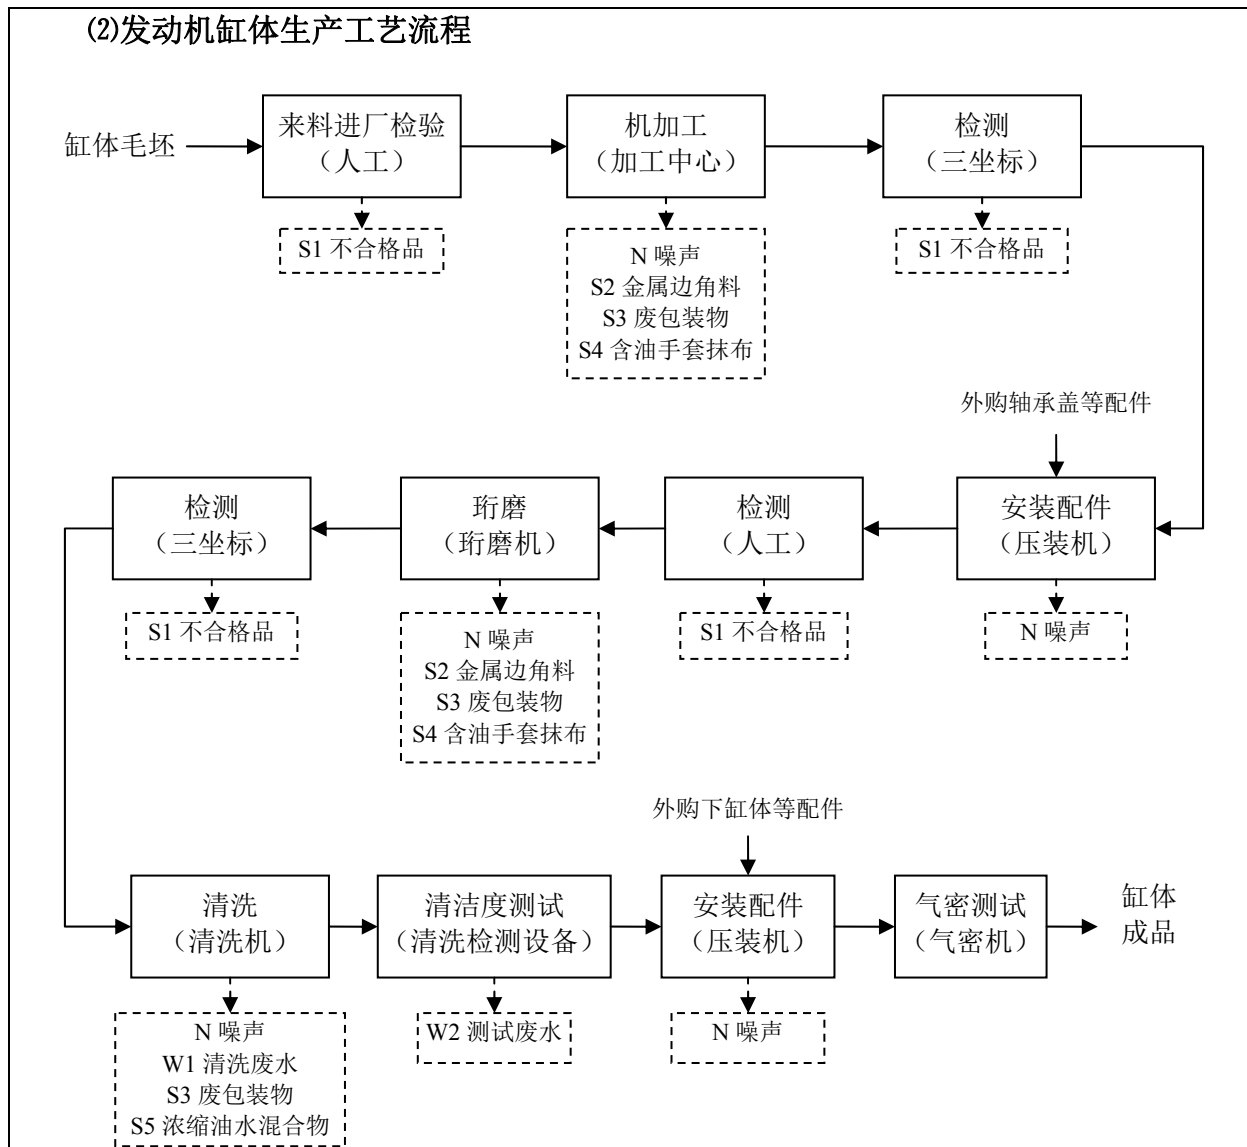 ⑵发动机缸体生产工艺流程
缸体毛坯
来料进厂检验
（人工）
机加工
（加工中心）
检测
（三坐标）
S1 不合格品
N 噪声
S2 金属边角料
S3 废包装物
S4 含油手套抹布
S1 不合格品
外购轴承盖等配件
检测
（三坐标）
珩磨
（珩磨机）
检测
（人工）
安装配件
（压装机）
S1 不合格品
N 噪声
S2 金属边角料
S3 废包装物
S4 含油手套抹布
S1 不合格品
N 噪声
外购下缸体等配件
清洗
（清洗机）
清洁度测试
（清洗检测设备）
安装配件
（压装机）
气密测试
（气密机）
缸体
成品
N 噪声
W1 清洗废水
S3 废包装物
S5 浓缩油水混合物
W2 测试废水
N 噪声